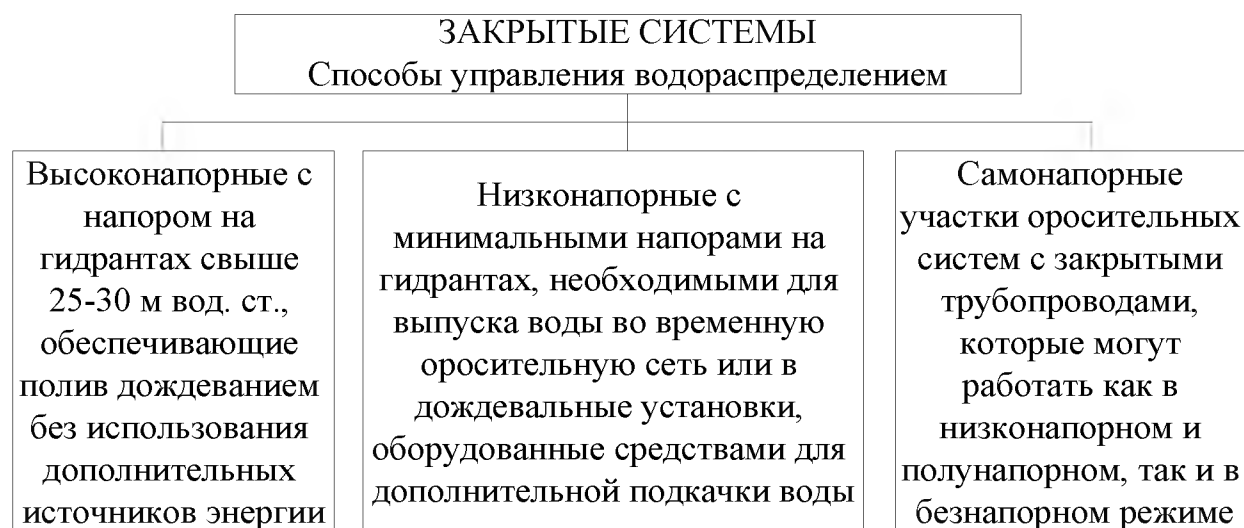 ЗАКРЫТЫЕ СИСТЕМЫ
Способы управления водораспределением
Высоконапорные с
напором на
гидрантах свыше
25-30 м вод. ст.,
обеспечивающие
полив дождеванием
без использования
дополнительных
источников энергии
Низконапорные с
минимальными напорами на
гидрантах, необходимыми для
выпуска воды во временную
оросительную сеть или в
дождевальные установки,
оборудованные средствами для
дополнительной подкачки воды
Самонапорные
участки оросительных
систем с закрытыми
трубопроводами,
которые могут
работать как в
низконапорном и
полунапорном, так и в
безнапорном режиме